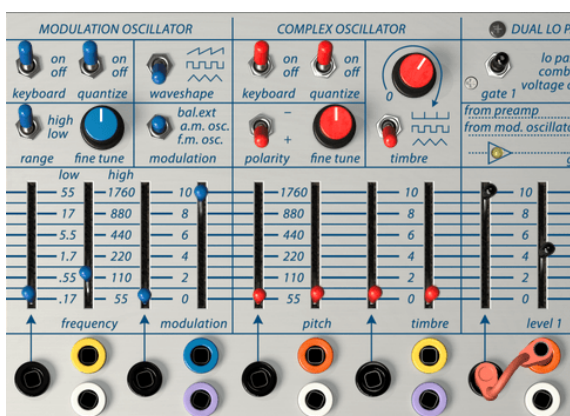 MODULATION OSCILLATOR
on
off
on
off
keyboard
quantize
waveshape
high
low
bal.ext
a.m. osc.
f.m. osc.
range
fine tune
modulation
low
high
55
1760
10
17
880
8
5.5
440
6
1.7
220
4
.55
110
2
.17
55
0
frequency
modulation
COMPLEX OSCILLATOR
on
off
on
off
keyboard
quantize
0
−
+
polarity
fine tune
timbre
1760
10
880
8
440
6
220
4
110
2
55
0
pitch
timbre
DUAL LO P
lo pa
comb
voltage c
gate 1
from preamp
from mod. oscillator
g
10
8
6
4
2
0
level 1